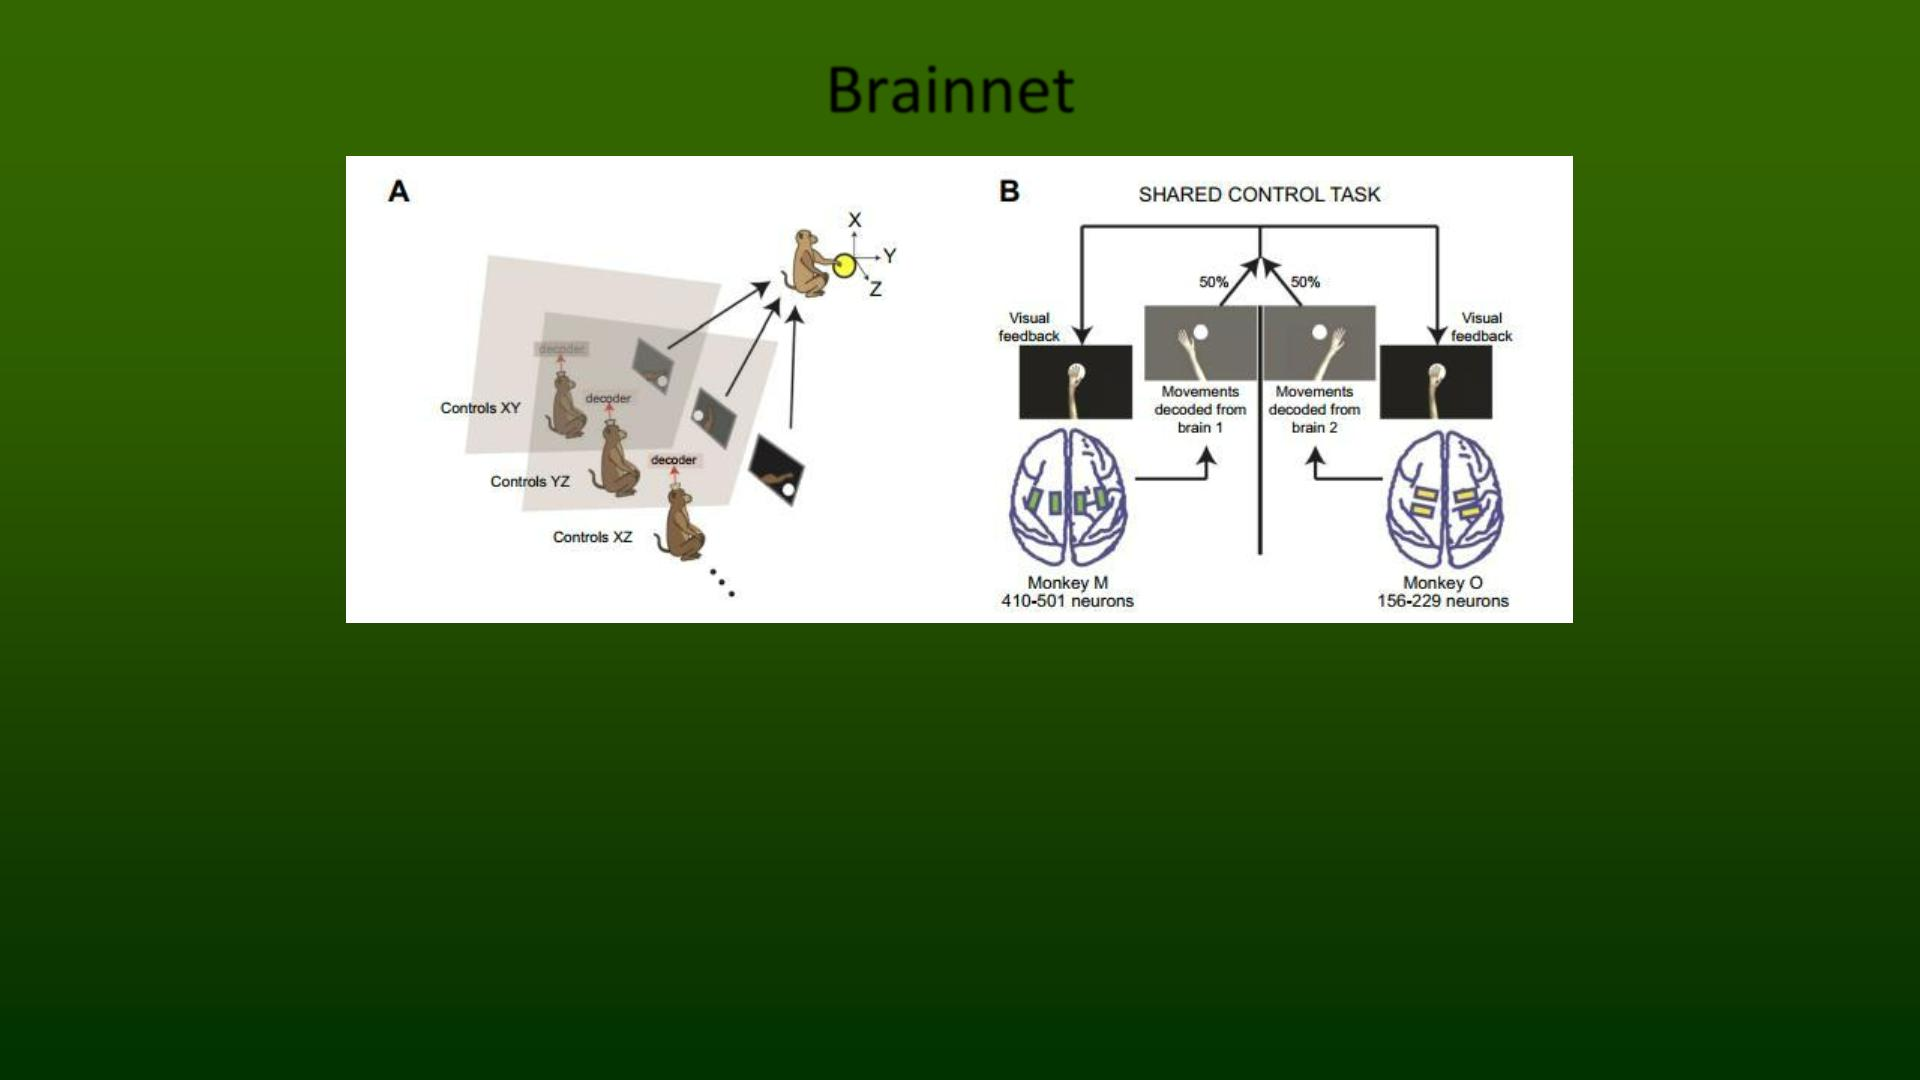 Brainnet
A
X
Y
Z
decoder
Controls XY
decoder
Controls YZ
decoder
Controls XZ
B
SHARED CONTROL TASK
50%
50%
Visual
feedback
Visual
feedback
Movements
decoded from
brain 1
Movements
decoded from
brain 2
Monkey M
410-501 neurons
Monkey O
156-229 neurons